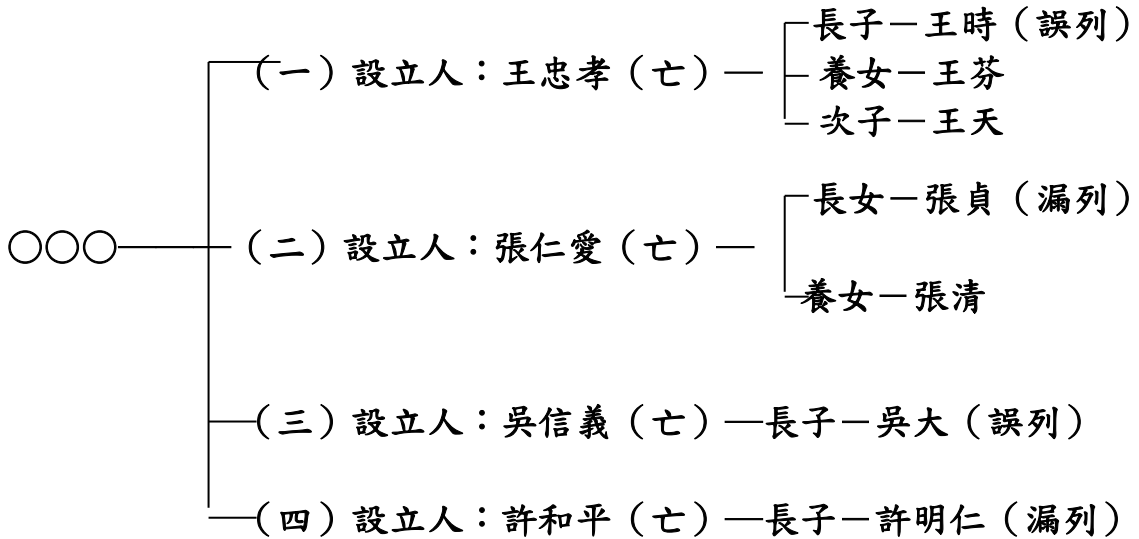 長子－王時（誤列）
（一）設立人：王忠孝（亡）－養女－王芬
次子－王天
長女－張貞（漏列）
○○○ （二）設立人：張仁愛（亡）－
養女－張清
（三）設立人：吳信義（亡）－長子－吳大（誤列）
（四）設立人：許和平（亡）－長子－許明仁（漏列）